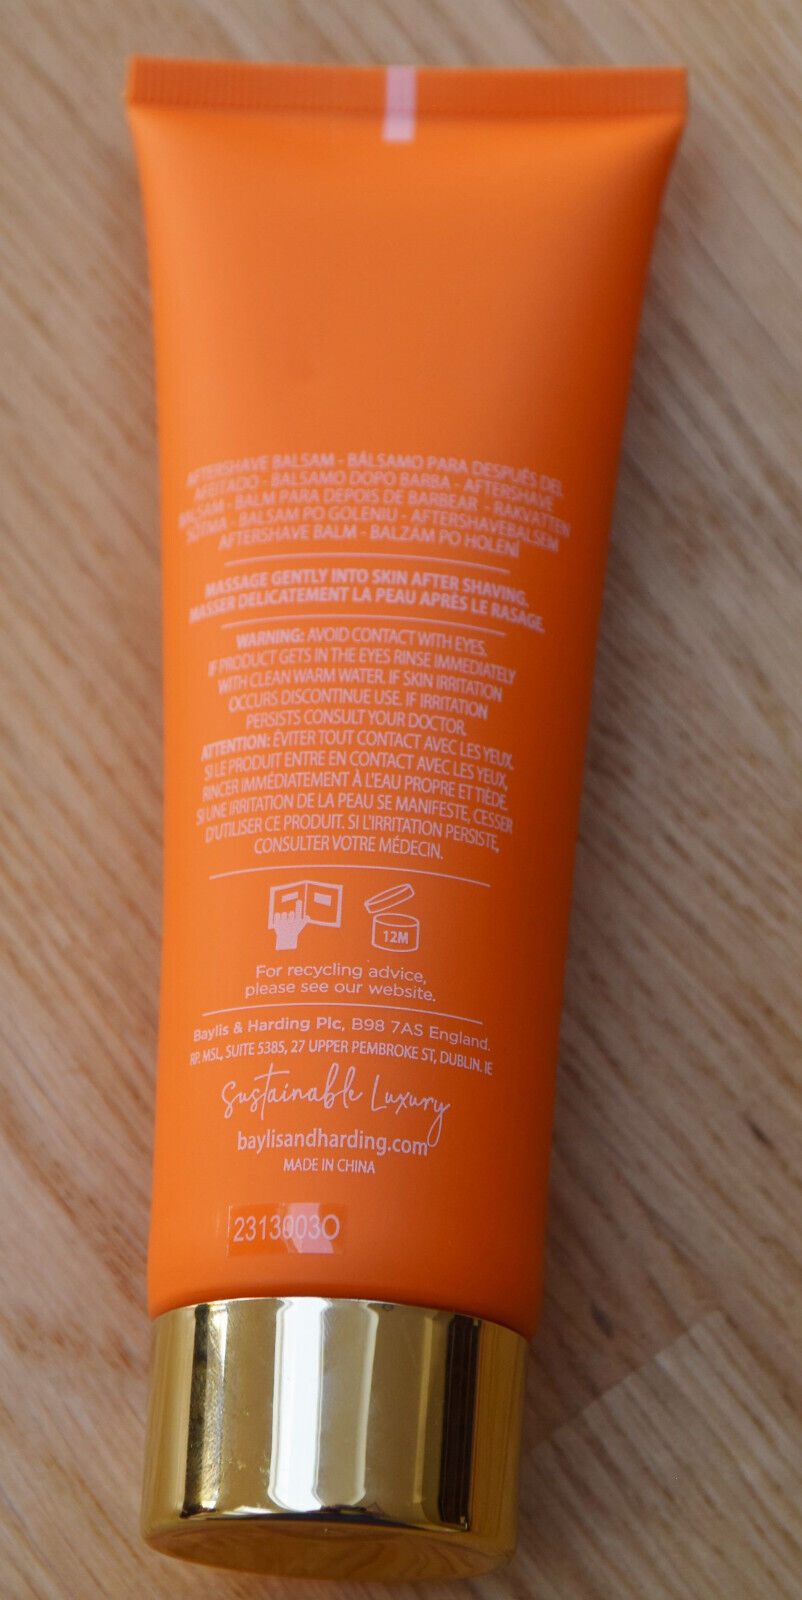 AFTERSHAVE BALSAM - BÁLSAMO PARA DESPUÉS DEL
AFEITADO - BALSAMO DOPO BARBA - AFTERSHAVE
BALSAM - BALM PARA DEPOIS DE BARBEAR - RAKVATTEN
SOTMA - BALSAM PO GOLENIU - AFTERSHAVEBALSEM
AFTERSHAVE BALM - BALZÁM PO HOLENÍ
MASSAGE GENTLY INTO SKIN AFTER SHAVING.
MASSER DELICATEMENT LA PEAU APRÉS LE RASAGE.
WARNING: AVOID CONTACT WITH EYES.
IF PRODUCT GETS IN THE EYES RINSE IMMEDIATELY
WITH CLEAN WARM WATER. IF SKIN IRRITATION
OCCURS DISCONTINUE USE. IF IRRITATION
PERSISTS CONSULT YOUR DOCTOR.
ATTENTION: ÉVITER TOUT CONTACT AVEC LES YEUX.
SI LE PRODUIT ENTRE EN CONTACT AVEC LES YEUX,
RINCER IMMÉDIATEMENT À L'EAU PROPRE ET TIÈDE.
SI UNE IRRITATION DE LA PEAU SE MANIFESTE, CESSER
D'UTILISER CE PRODUIT. SI L'IRRITATION PERSISTE,
CONSULTER VOTRE MÉDECIN.
12M
For recycling advice,
please see our website.
Baylis & Harding Plc, B98 7AS England.
RP. MSL, SUITE 5385, 27 UPPER PEMBROKE ST, DUBLIN. IE
Sustainable Luxury
baylisandharding.com
MADE IN CHINA
2313003O